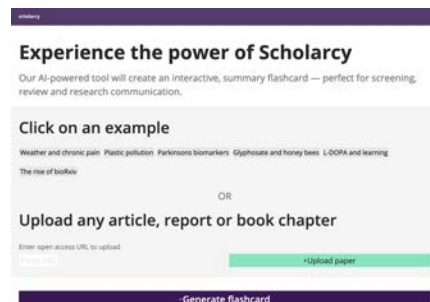 scholarcy
Experience the power of Scholarcy
Our AI-powered tool will create an interactive, summary flashcard — perfect for screening,
review and research communication.
Click on an example
Weather and chronic pain Plastic pollution Parkinsons biomarkers Glyphosate and honey bees L-DOPA and learning
The rise of bioRxiv
OR
Upload any article, report or book chapter
Enter open access URL to upload
+Upload paper
Generate flashcard